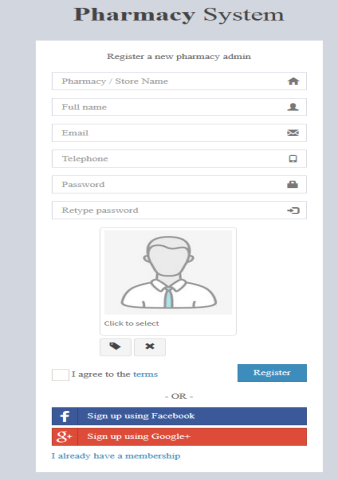 Pharmacy System
Register a new pharmacy admin
Pharmacy / Store Name
Full name
Email
Telephone
Password
Retype password
Click to select
I agree to the terms
Register
- OR -
f Sign up using Facebook
g+ Sign up using Google+
I already have a membership